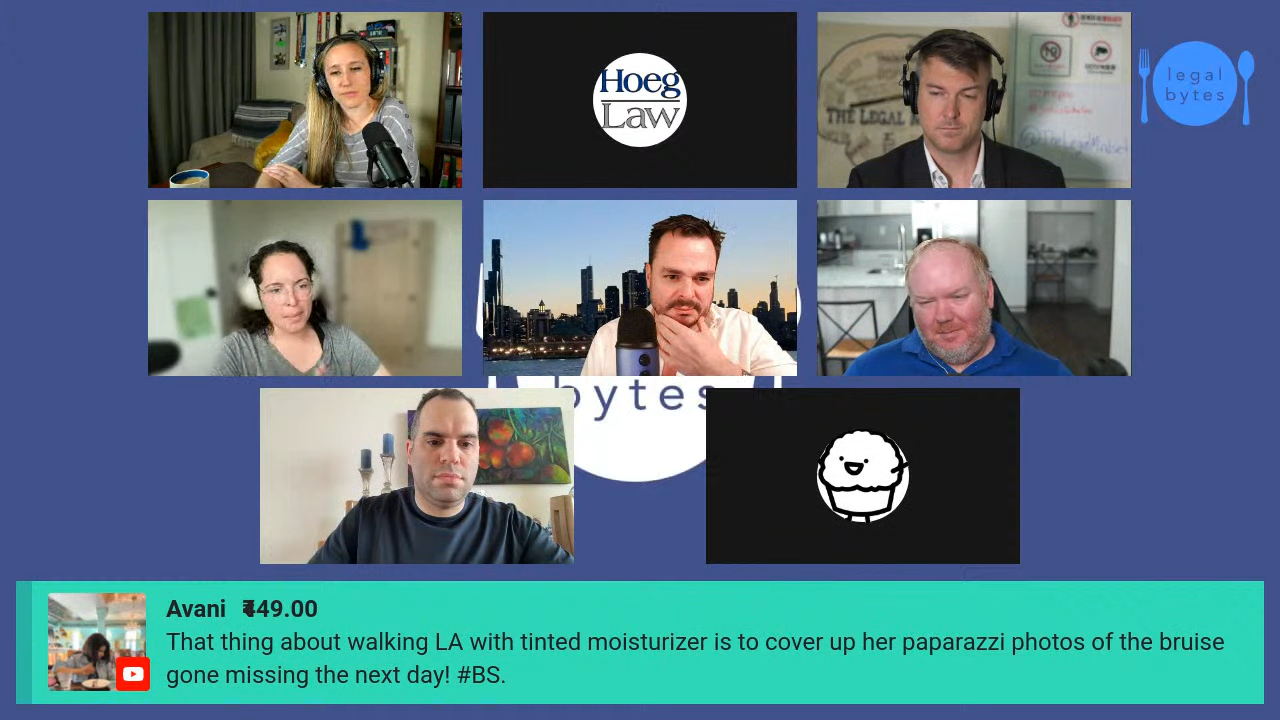 Hoeg
Law
THE LEGAL
legal
bytes
bytes
Avani ₹449.00
That thing about walking LA with tinted moisturizer is to cover up her paparazzi photos of the bruise
gone missing the next day! #BS.